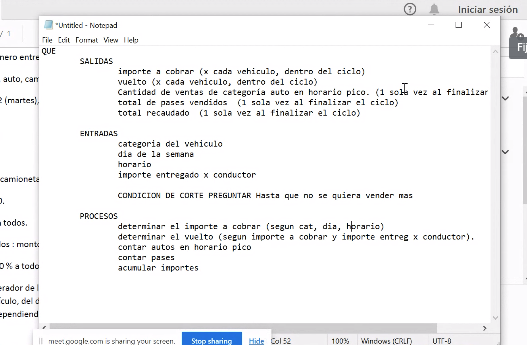 Iniciar sesión
/ 1
*Untitled - Notepad
File Edit Format View Help
Fij
QUE
SALIDAS
importe a cobrar (x cada vehiculo, dentro del ciclo)
vuelto (x cada vehiculo, dentro del ciclo)
Cantidad de ventas de categoria auto en horario pico. (1 sola vez al finalizar
total de pases vendidos (1 sola vez al finalizar el ciclo)
total recaudado (1 sola vez al finalizar el ciclo)
ENTRADAS
categoria del vehiculo
dia de la semana
horario
importe entregado x conductor
CONDICION DE CORTE PREGUNTAR Hasta que no se quiera vender mas
PROCESOS
determinar el importe a cobrar (segun cat, dia, horario)
determinar el vuelto (segun importe a cobrar y importe entreg x conductor).
contar autos en horario pico
contar pases
acumular importes
nero entre
auto, cam
2 (martes),
camioneta
0.
todos.
los : monto
0 % a todo
erador de l
ículo, del d
ependiend
meet.google.com is sharing your screen.
Stop sharing
Hide
Col 52
100%
Windows (CRLF)
UTF-8